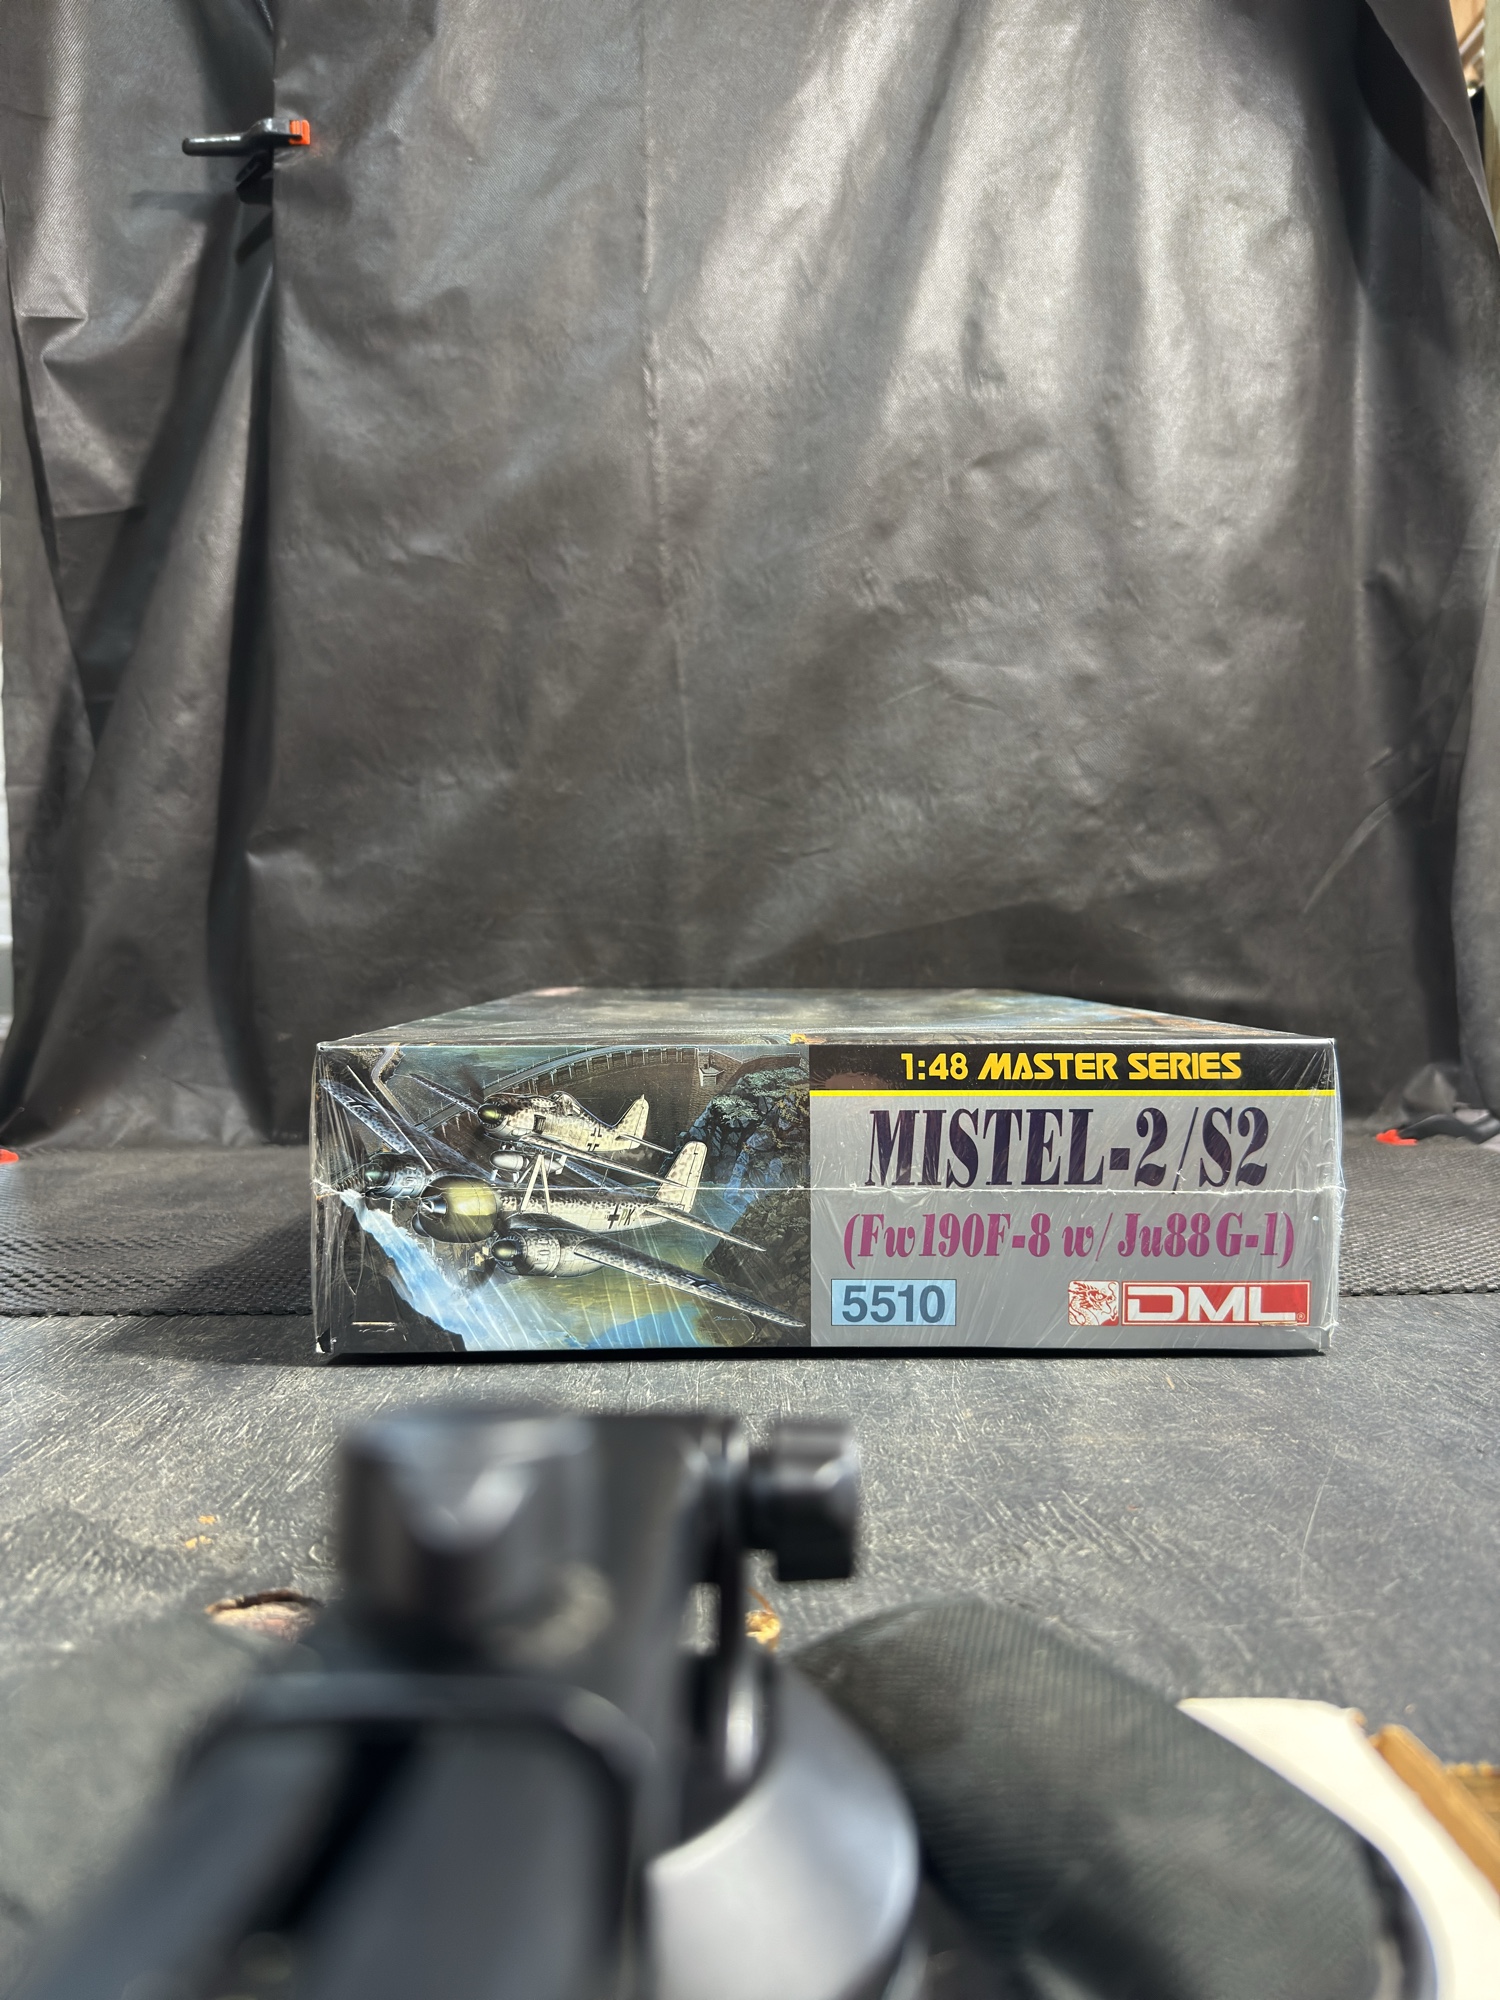 1:48 MASTER SERIES
MISTEL-2/S2
(Fw190F-8 w/Ju88G-1)
5510
DML